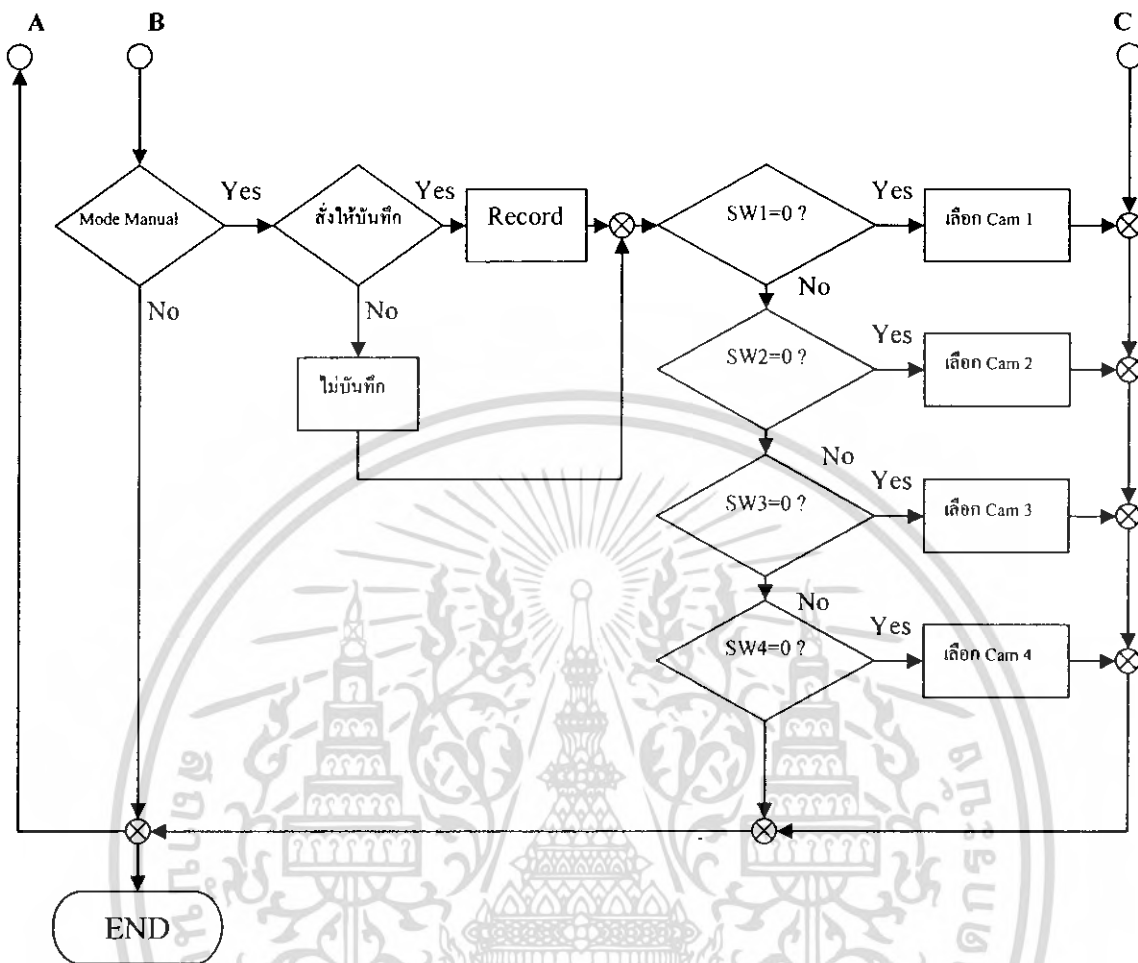 A
B
C
Mode Manual
Yes
สั่งให้บันทึก
Yes
Record
SW1=0 ?
Yes
เลือก Cam 1
No
No
No
ไม่บันทึก
SW2=0 ?
Yes
เลือก Cam 2
No
SW3=0 ?
Yes
เลือก Cam 3
No
SW4=0 ?
Yes
เลือก Cam 4
END